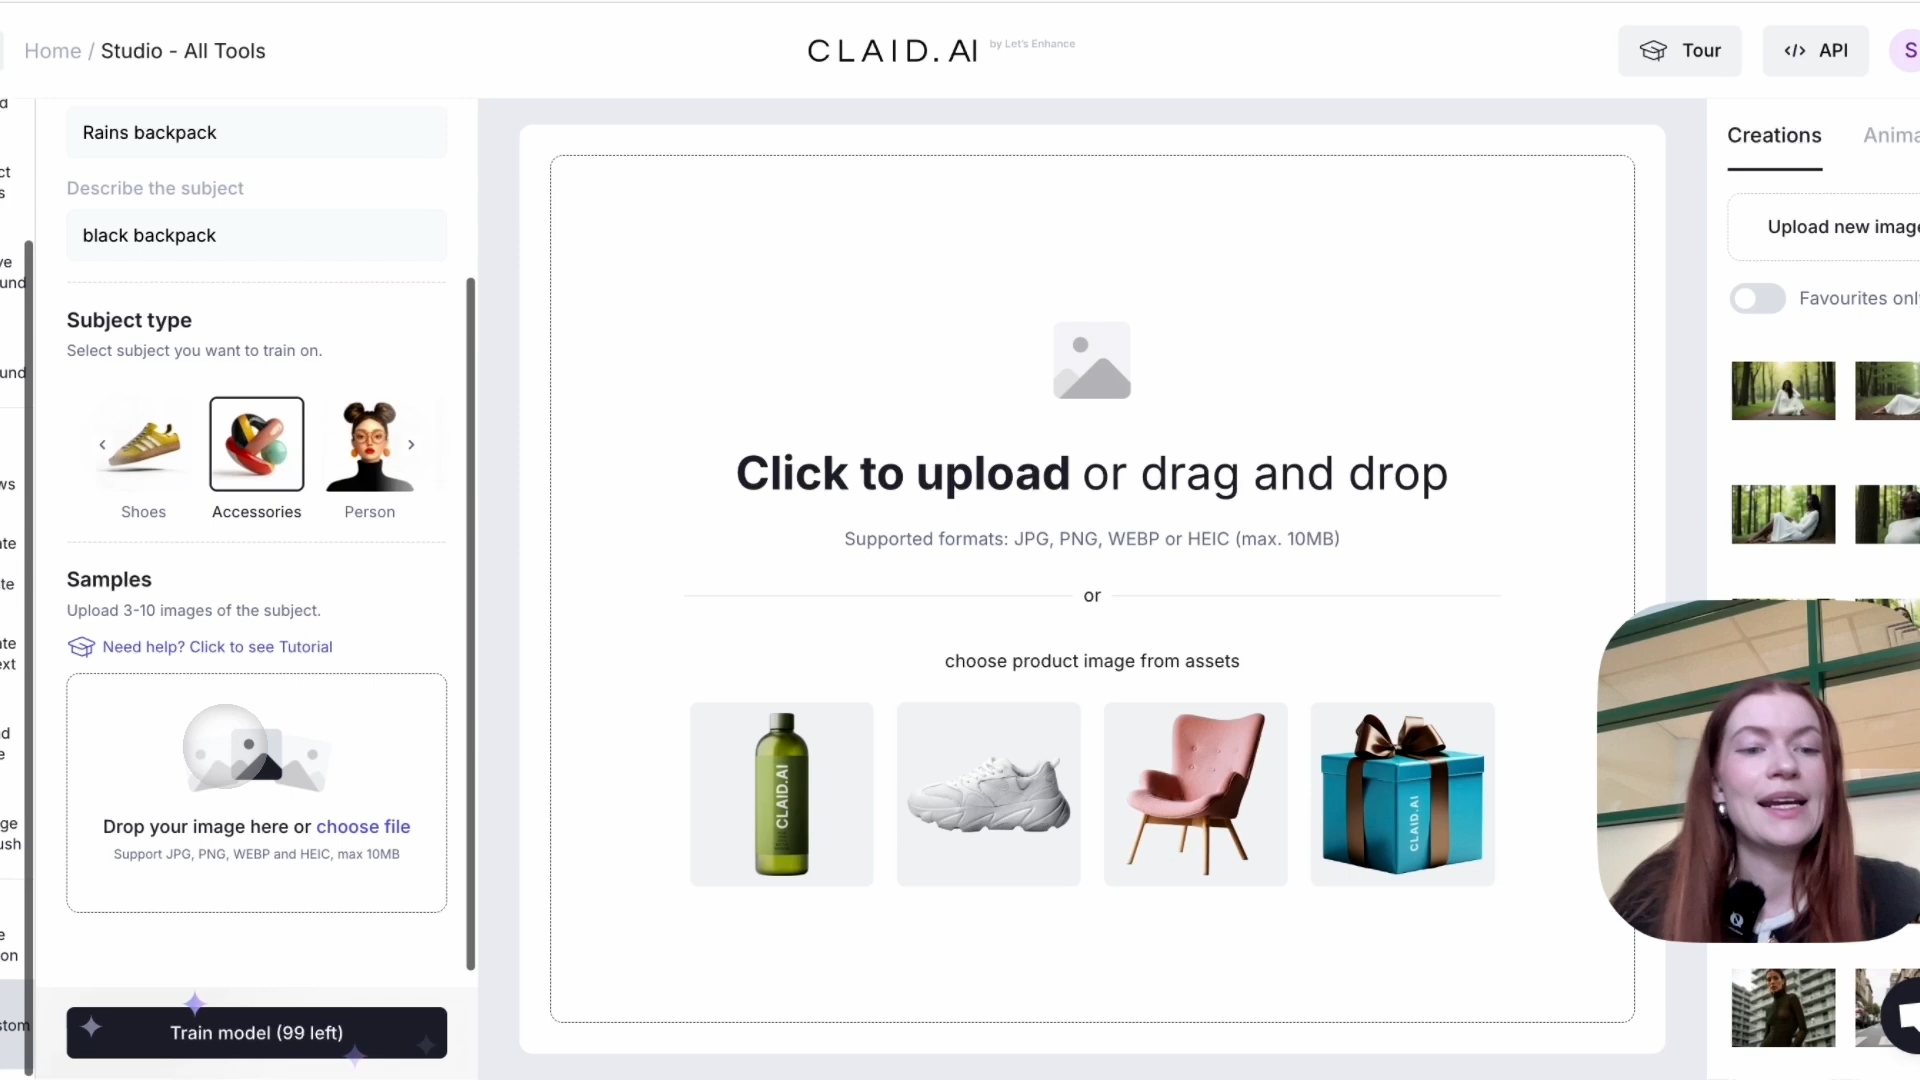 Home / Studio - All Tools
CLAID.AI by Let's Enhance
Tour
API
S
Rains backpack
Describe the subject
black backpack
Subject type
Select subject you want to train on.
Shoes
Accessories
Person
Samples
Upload 3-10 images of the subject.
Need help? Click to see Tutorial
Drop your image here or choose file
Support JPG, PNG, WEBP and HEIC, max 10MB
Train model (99 left)
Click to upload or drag and drop
Supported formats: JPG, PNG, WEBP or HEIC (max. 10MB)
or
choose product image from assets
CLAID.AI
CLAID.AI
Creations
Upload new
Favourites